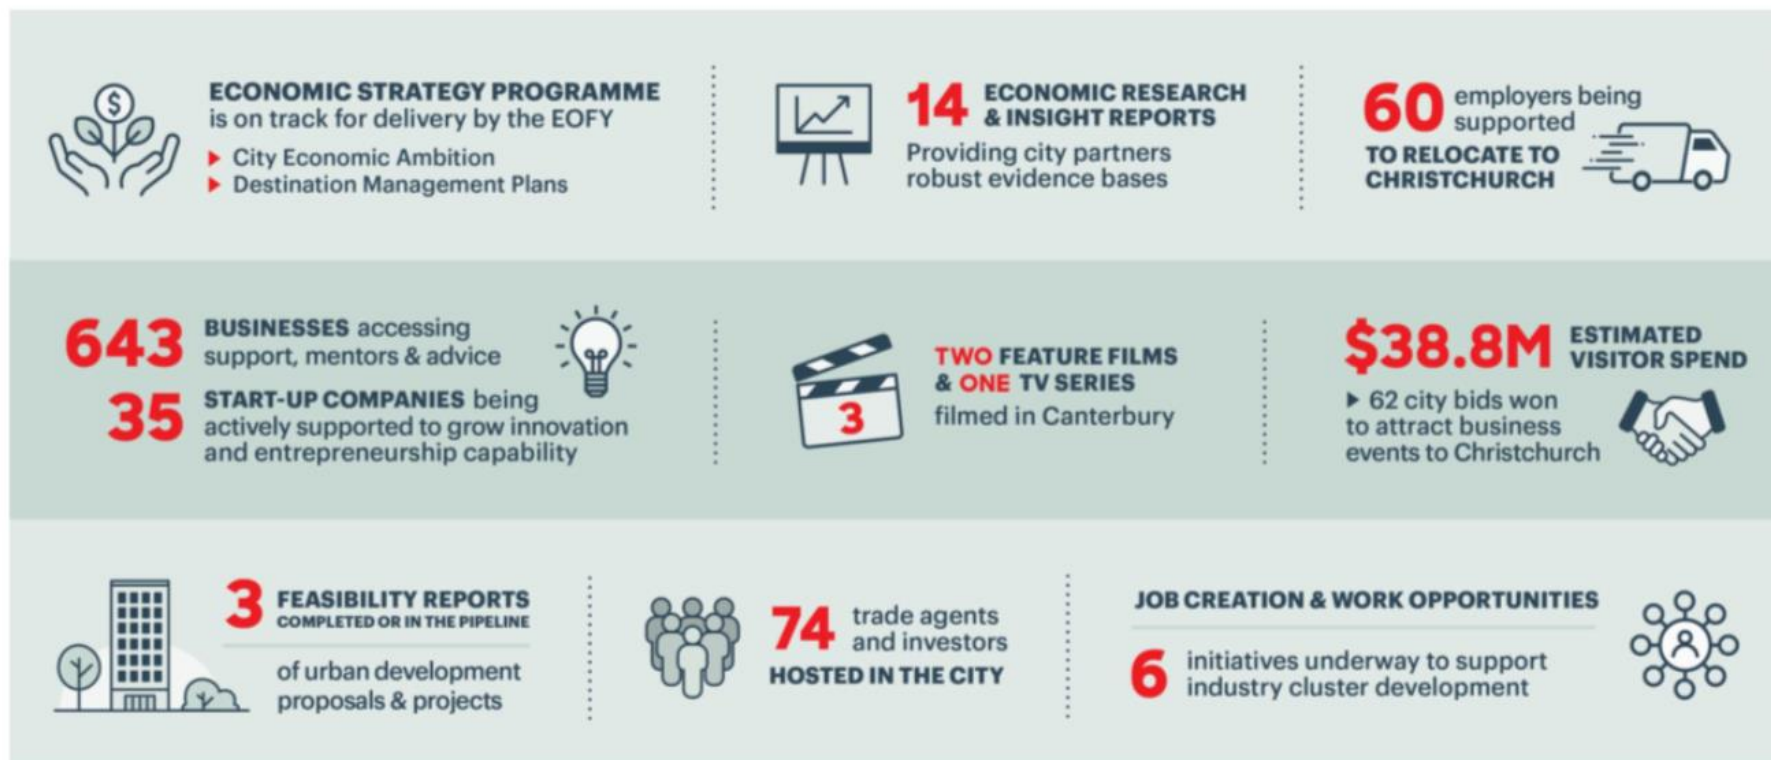 ECONOMIC STRATEGY PROGRAMME
is on track for delivery by the EOFY
City Economic Ambition
Destination Management Plans
14 ECONOMIC RESEARCH
& INSIGHT REPORTS
Providing city partners
robust evidence bases
60 employers being
supported
TO RELOCATE TO
CHRISTCHURCH
643 BUSINESSES accessing
support, mentors & advice
35 START-UP COMPANIES being
actively supported to grow innovation
and entrepreneurship capability
3
TWO FEATURE FILMS
& ONE TV SERIES
filmed in Canterbury
$38.8M ESTIMATED
VISITOR SPEND
62 city bids won
to attract business
events to Christchurch
3 FEASIBILITY REPORTS
COMPLETED OR IN THE PIPELINE
of urban development
proposals & projects
74 trade agents
and investors
HOSTED IN THE CITY
JOB CREATION & WORK OPPORTUNITIES
6 initiatives underway to support
industry cluster development